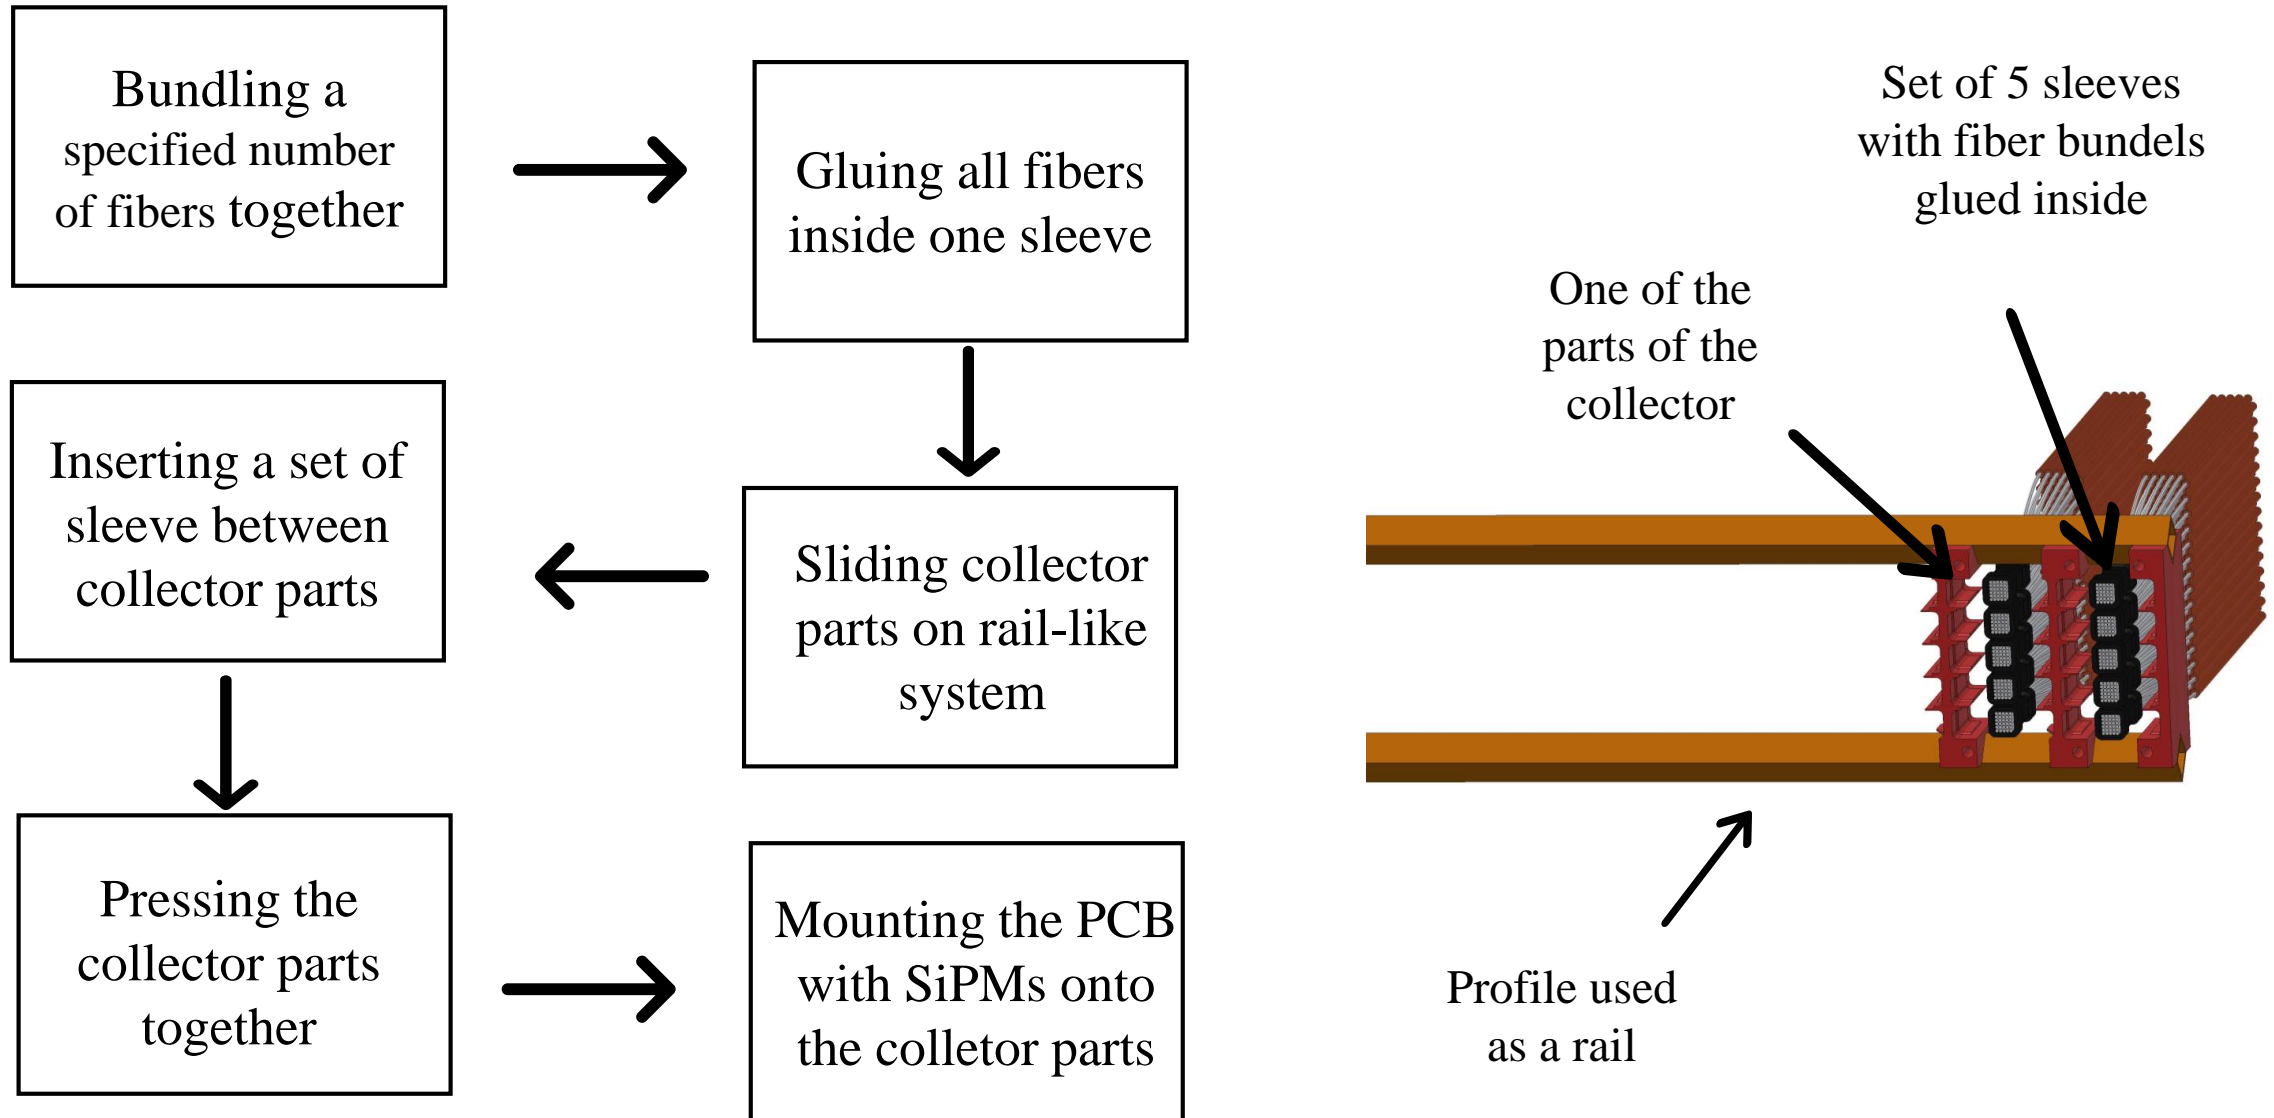 Bundling a
specified number
of fibers together
Gluing all fibers
inside one sleeve
Sliding collector
parts on rail-like
system
Inserting a set of
sleeve between
collector parts
Pressing the
collector parts
together
Mounting the PCB
with SiPMs onto
the colletor parts
Set of 5 sleeves
with fiber bundels
glued inside
One of the
parts of the
collector
Profile used
as a rail